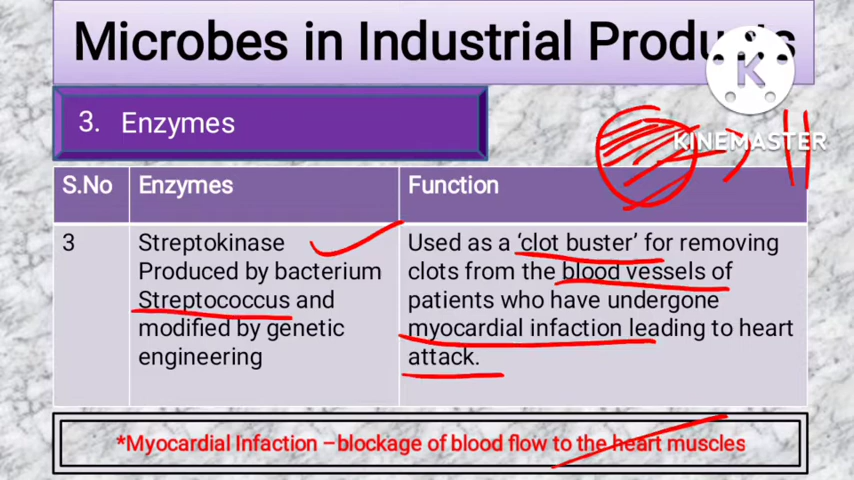 Microbes in Industrial Products
K
KINEMASTER
3. Enzymes
S.No Enzymes Function
3 Streptokinase Used as a ‘clot buster’ for removing
Produced by bacterium clots from the blood vessels of
Streptococcus and patients who have undergone
modified by genetic myocardial infaction leading to heart
engineering attack.
*Myocardial Infaction –blockage of blood flow to the heart muscles